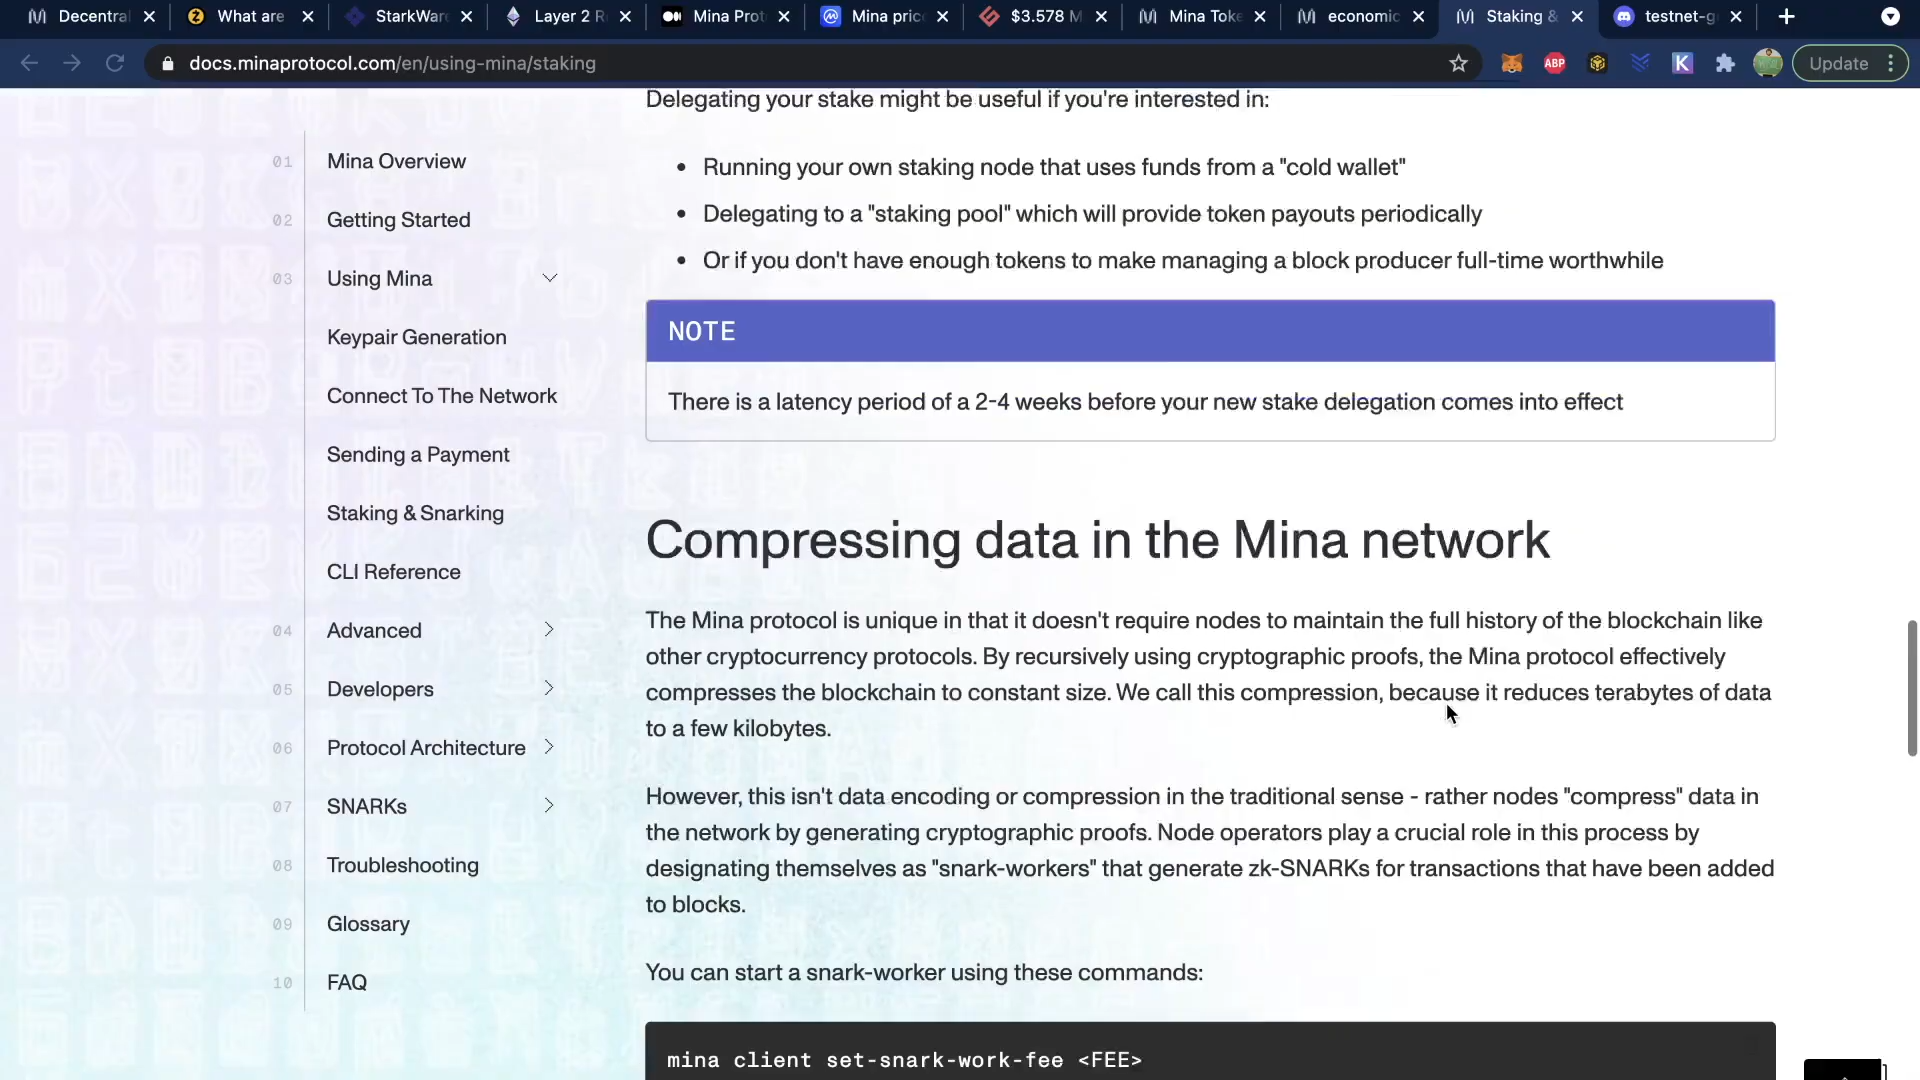 Decentral
What are
StarkWar
Layer 2 R
Mina Prot
Mina pric
$3.578 M
Mina Toke
economic
Staking &
testnet-g
docs.minaprotocol.com/en/using-mina/staking
ABP
K
Update
01 Mina Overview
02 Getting Started
03 Using Mina
Keypair Generation
Connect To The Network
Sending a Payment
Staking & Snarking
CLI Reference
04 Advanced
05 Developers
06 Protocol Architecture
07 SNARKs
08 Troubleshooting
09 Glossary
10 FAQ
Delegating your stake might be useful if you're interested in:
• Running your own staking node that uses funds from a "cold wallet"
• Delegating to a "staking pool" which will provide token payouts periodically
• Or if you don't have enough tokens to make managing a block producer full-time worthwhile
NOTE
There is a latency period of a 2-4 weeks before your new stake delegation comes into effect
Compressing data in the Mina network
The Mina protocol is unique in that it doesn't require nodes to maintain the full history of the blockchain like
other cryptocurrency protocols. By recursively using cryptographic proofs, the Mina protocol effectively
compresses the blockchain to constant size. We call this compression, because it reduces terabytes of data
to a few kilobytes.
However, this isn't data encoding or compression in the traditional sense - rather nodes "compress" data in
the network by generating cryptographic proofs. Node operators play a crucial role in this process by
designating themselves as "snark-workers" that generate zk-SNARKs for transactions that have been added
to blocks.
You can start a snark-worker using these commands:
mina client set-snark-work-fee <FEE>